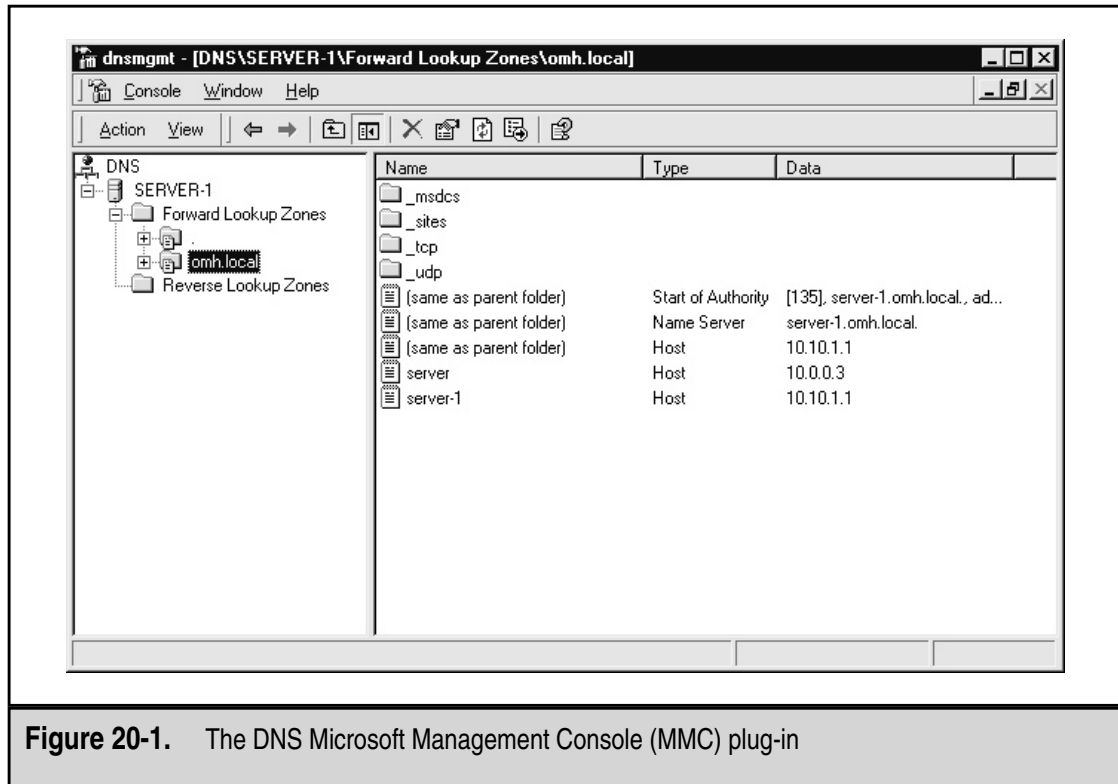 dnsmgmt - [DNS\SERVER-1\Forward Lookup Zones\omh.local]
Console Window Help
Action View
DNS
SERVER-1
Forward Lookup Zones
.
omh.local
Reverse Lookup Zones
Name Type Data
_msdcs
_sites
_tcp
_udp
(same as parent folder) Start of Authority [135], server-1.omh.local., ad...
(same as parent folder) Name Server server-1.omh.local.
(same as parent folder) Host 10.10.1.1
server Host 10.0.0.3
server-1 Host 10.10.1.1
Figure 20-1. The DNS Microsoft Management Console (MMC) plug-in